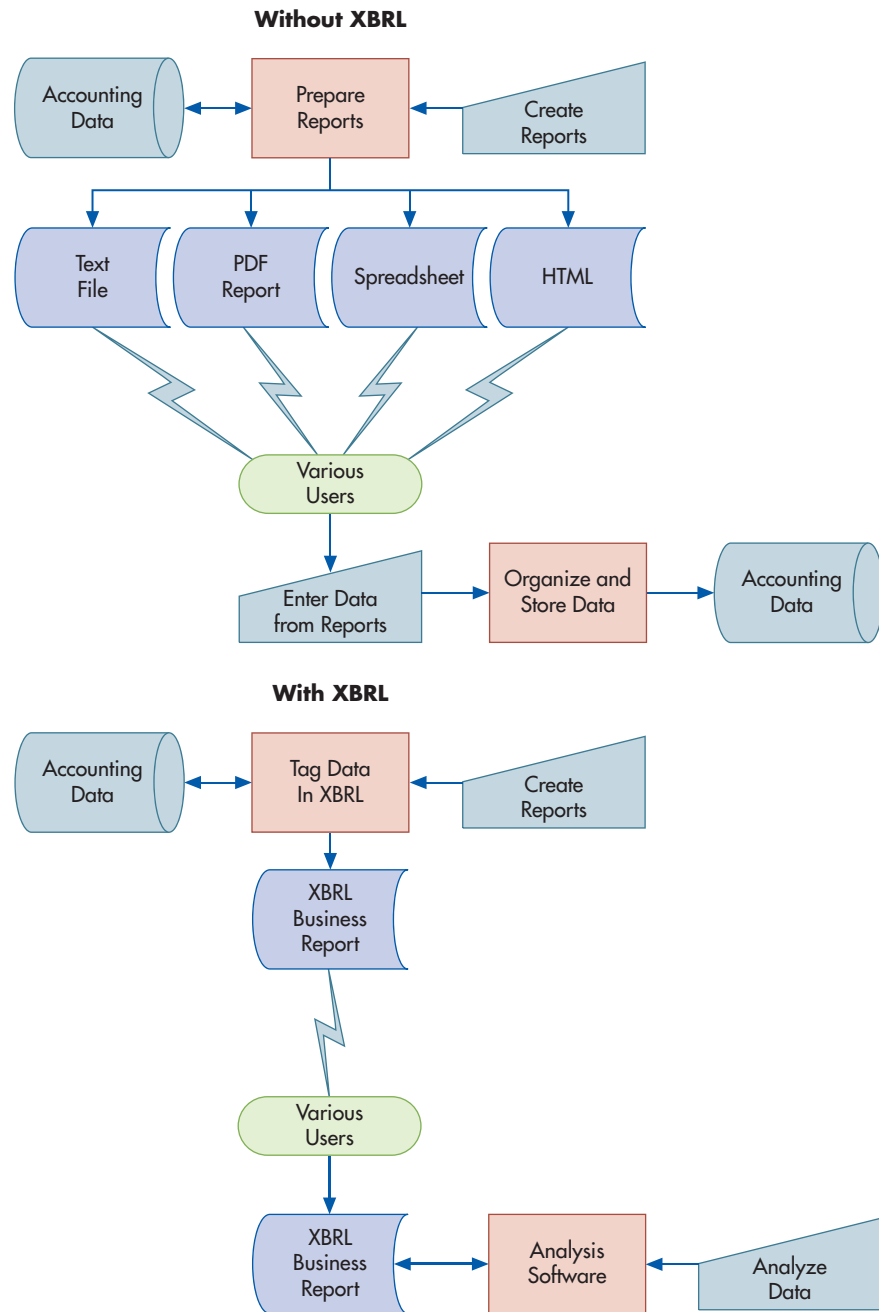 Without XBRL
Accounting
Data
Prepare
Reports
Create
Reports
Text
File
PDF
Report
Spreadsheet
HTML
Various
Users
Enter Data
from Reports
Organize and
Store Data
Accounting
Data
With XBRL
Accounting
Data
Tag Data
In XBRL
Create
Reports
XBRL
Business
Report
Various
Users
XBRL
Business
Report
Analysis
Software
Analyze
Data